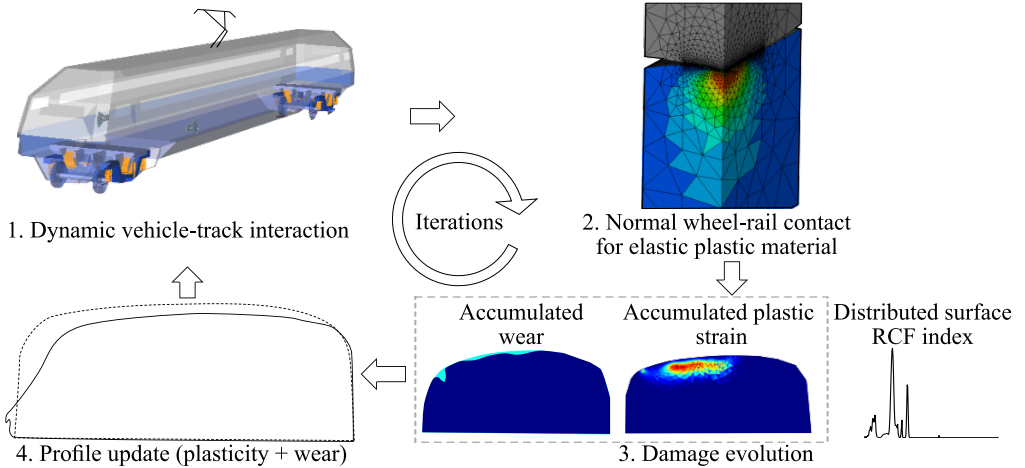 1. Dynamic vehicle-track interaction
Iterations
2. Normal wheel-rail contact
for elastic plastic material
Accumulated
wear
Accumulated plastic
strain
Distributed surface
RCF index
3. Damage evolution
4. Profile update (plasticity + wear)